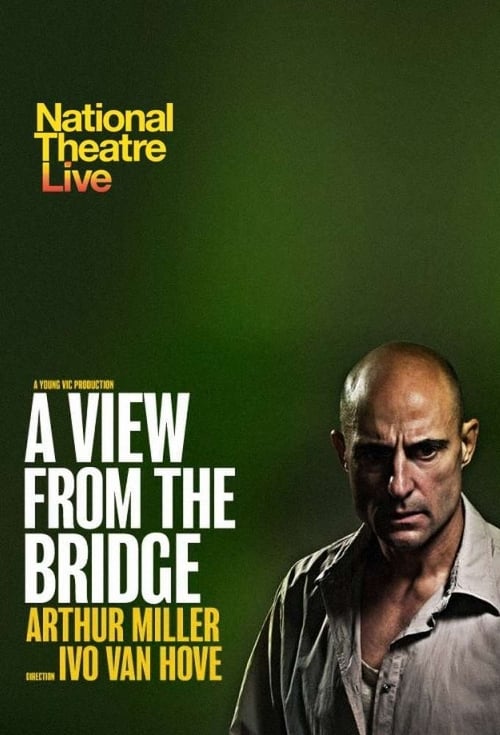 National
Theatre
Live
A YOUNG VIC PRODUCTION
A VIEW
FROM THE
BRIDGE
ARTHUR MILLER
DIRECTION IVO VAN HOVE